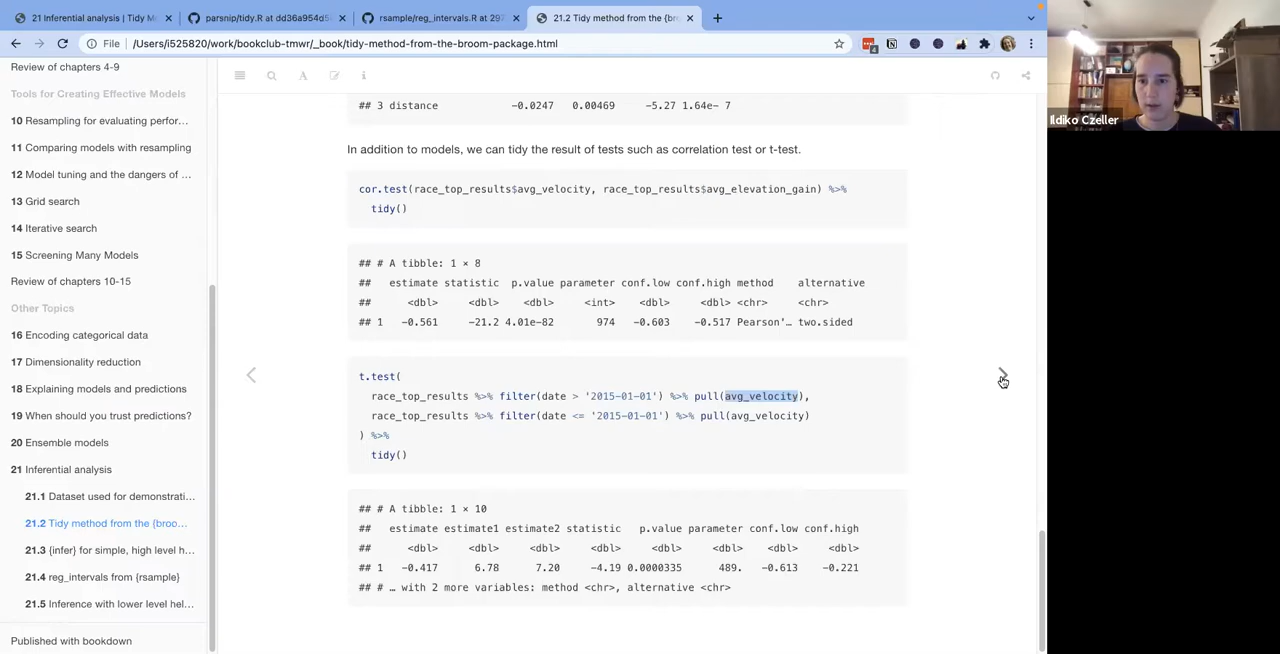 21 Inferential analysis | Tidy M
parsnip/tidy.R at dd36a954d5
rsample/reg_intervals.R at 297
21.2 Tidy method from the {bro
File
/Users/i525820/work/bookclub-tmwr/_book/tidy-method-from-the-broom-package.html
4
Ildiko Czeller
Review of chapters 4-9
Tools for Creating Effective Models
10 Resampling for evaluating perfor…
11 Comparing models with resampling
12 Model tuning and the dangers of …
13 Grid search
14 Iterative search
15 Screening Many Models
Review of chapters 10-15
Other Topics
16 Encoding categorical data
17 Dimensionality reduction
18 Explaining models and predictions
19 When should you trust predictions?
20 Ensemble models
21 Inferential analysis
21.1 Dataset used for demonstrati…
21.2 Tidy method from the {broo…
21.3 {infer} for simple, high level h…
21.4 reg_intervals from {rsample}
21.5 Inference with lower level hel…
Published with bookdown
A
i
## 3 distance -0.0247 0.00469 -5.27 1.64e- 7
In addition to models, we can tidy the result of tests such as correlation test or t-test.
cor.test(race_top_results$avg_velocity, race_top_results$avg_elevation_gain) %>%
tidy()
## # A tibble: 1 × 8
## estimate statistic p.value parameter conf.low conf.high method alternative
## <dbl> <dbl> <dbl> <int> <dbl> <dbl> <chr> <chr>
## 1 -0.561 -21.2 4.01e-82 974 -0.603 -0.517 Pearson'… two.sided
t.test(
race_top_results %>% filter(date > '2015-01-01') %>% pull(avg_velocity),
race_top_results %>% filter(date <= '2015-01-01') %>% pull(avg_velocity)
) %>%
tidy()
## # A tibble: 1 × 10
## estimate estimate1 estimate2 statistic p.value parameter conf.low conf.high
## <dbl> <dbl> <dbl> <dbl> <dbl> <dbl> <dbl> <dbl>
## 1 -0.417 6.78 7.20 -4.19 0.0000335 489. -0.613 -0.221
## # … with 2 more variables: method <chr>, alternative <chr>